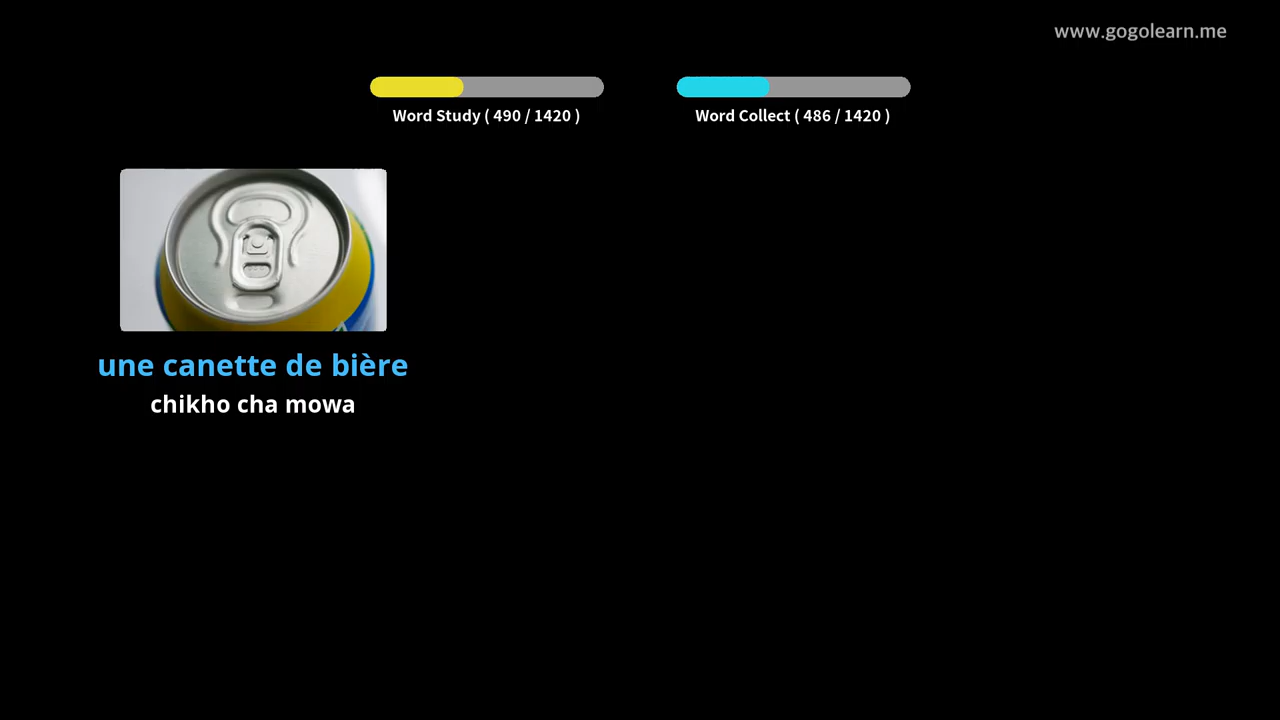 www.gogolearn.me
Word Study ( 490 / 1420 )
Word Collect ( 486 / 1420 )
une canette de bière
chikho cha mowa